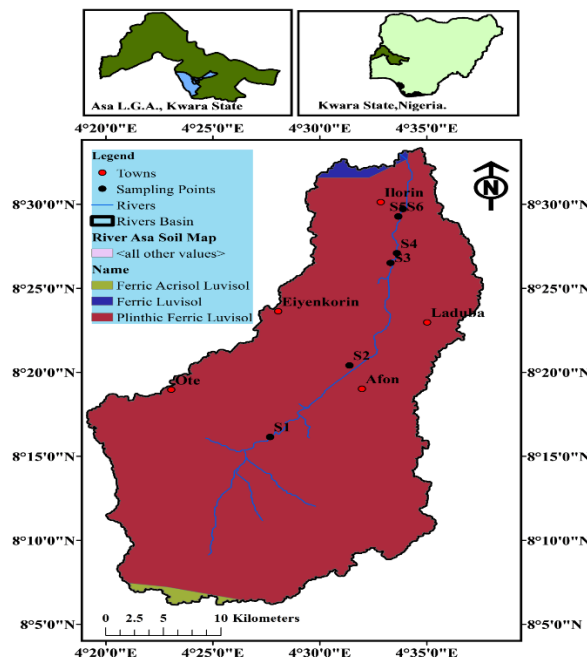 Asa L.G.A., Kwara State
Kwara State,Nigeria.
4°20'0"E 4°25'0"E 4°30'0"E 4°35'0"E
Legend
Towns
Sampling Points
Rivers
Rivers Basin
River Asa Soil Map
<all other values>
Name
Ferric Acrisol Luvisol
Ferric Luvisol
Plinthic Ferric Luvisol
N
Ilorin
S5S6
S4
S3
Eiyenkorin
Laduba
S2
Ote
Afon
S1
8°30'0"N 8°30'0"N
8°25'0"N 8°25'0"N
8°20'0"N 8°20'0"N
8°15'0"N 8°15'0"N
8°10'0"N 8°10'0"N
8°5'0"N 8°5'0"N
0 2.5 5 10 Kilometers
4°20'0"E 4°25'0"E 4°30'0"E 4°35'0"E